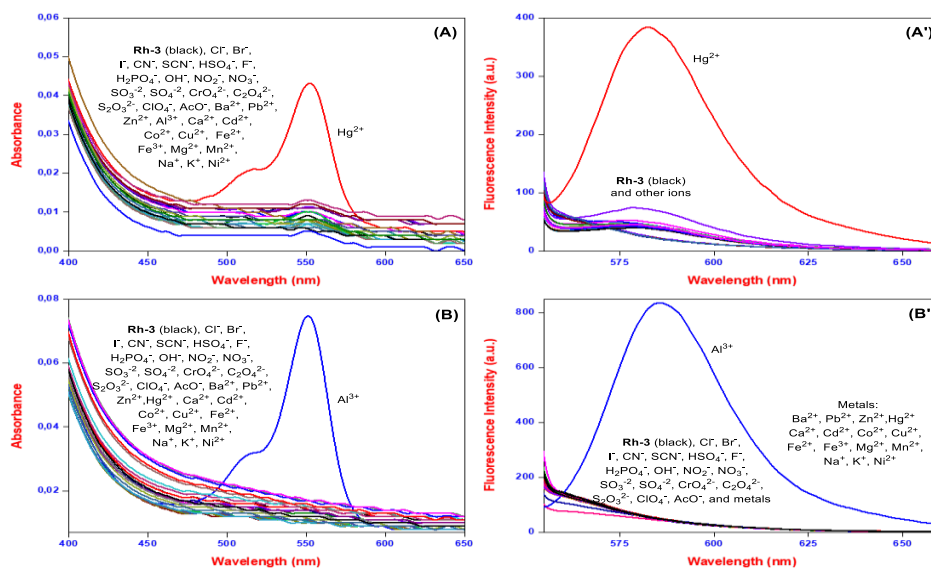 (A)
Rh-3 (black), Cl⁻, Br⁻,
I⁻, CN⁻, SCN⁻, HSO₄⁻, F⁻,
H₂PO₄⁻, OH⁻, NO₂⁻, NO₃⁻,
SO₃⁻², SO₄⁻², CrO₄²⁻, C₂O₄²⁻,
S₂O₃²⁻, ClO₄⁻, AcO⁻, Ba²⁺, Pb²⁺,
Zn²⁺, Al³⁺, Ca²⁺, Cd²⁺,
Co²⁺, Cu²⁺, Fe²⁺,
Fe³⁺, Mg²⁺, Mn²⁺,
Na⁺, K⁺, Ni²⁺
Hg²⁺
Absorbance
0,06
0,05
0,04
0,03
0,02
0,01
0,00
400 450 500 550 600 650
Wavelength (nm)
(A')
Hg²⁺
Rh-3 (black)
and other ions
Fluorescence Intensity (a.u.)
400
300
200
100
0
575 600 625 650
Wavelength (nm)
(B)
Rh-3 (black), Cl⁻, Br⁻,
I⁻, CN⁻, SCN⁻, HSO₄⁻, F⁻,
H₂PO₄⁻, OH⁻, NO₂⁻, NO₃⁻,
SO₃⁻², SO₄⁻², CrO₄²⁻, C₂O₄²⁻,
S₂O₃²⁻, ClO₄⁻, AcO⁻, Ba²⁺, Pb²⁺,
Zn²⁺,Hg²⁺, Ca²⁺, Cd²⁺,
Co²⁺, Cu²⁺, Fe²⁺,
Fe³⁺, Mg²⁺, Mn²⁺,
Na⁺, K⁺, Ni²⁺
Al³⁺
Absorbance
0,08
0,06
0,04
0,02
400 450 500 550 600 650
Wavelength (nm)
(B'
Al³⁺
Metals:
Ba²⁺, Pb²⁺, Zn²⁺,Hg²⁺
Ca²⁺, Cd²⁺, Co²⁺, Cu²⁺,
Fe²⁺, Fe³⁺, Mg²⁺, Mn²⁺,
Na⁺, K⁺, Ni²⁺
Rh-3 (black), Cl⁻, Br⁻,
I⁻, CN⁻, SCN⁻, HSO₄⁻, F⁻,
H₂PO₄⁻, OH⁻, NO₂⁻, NO₃⁻,
SO₃⁻², SO₄⁻², CrO₄²⁻, C₂O₄²⁻,
S₂O₃²⁻, ClO₄⁻, AcO⁻, and metals
Fluorescence Intensity (a.u.)
800
600
400
200
0
575 600 625 650
Wavelength (nm)